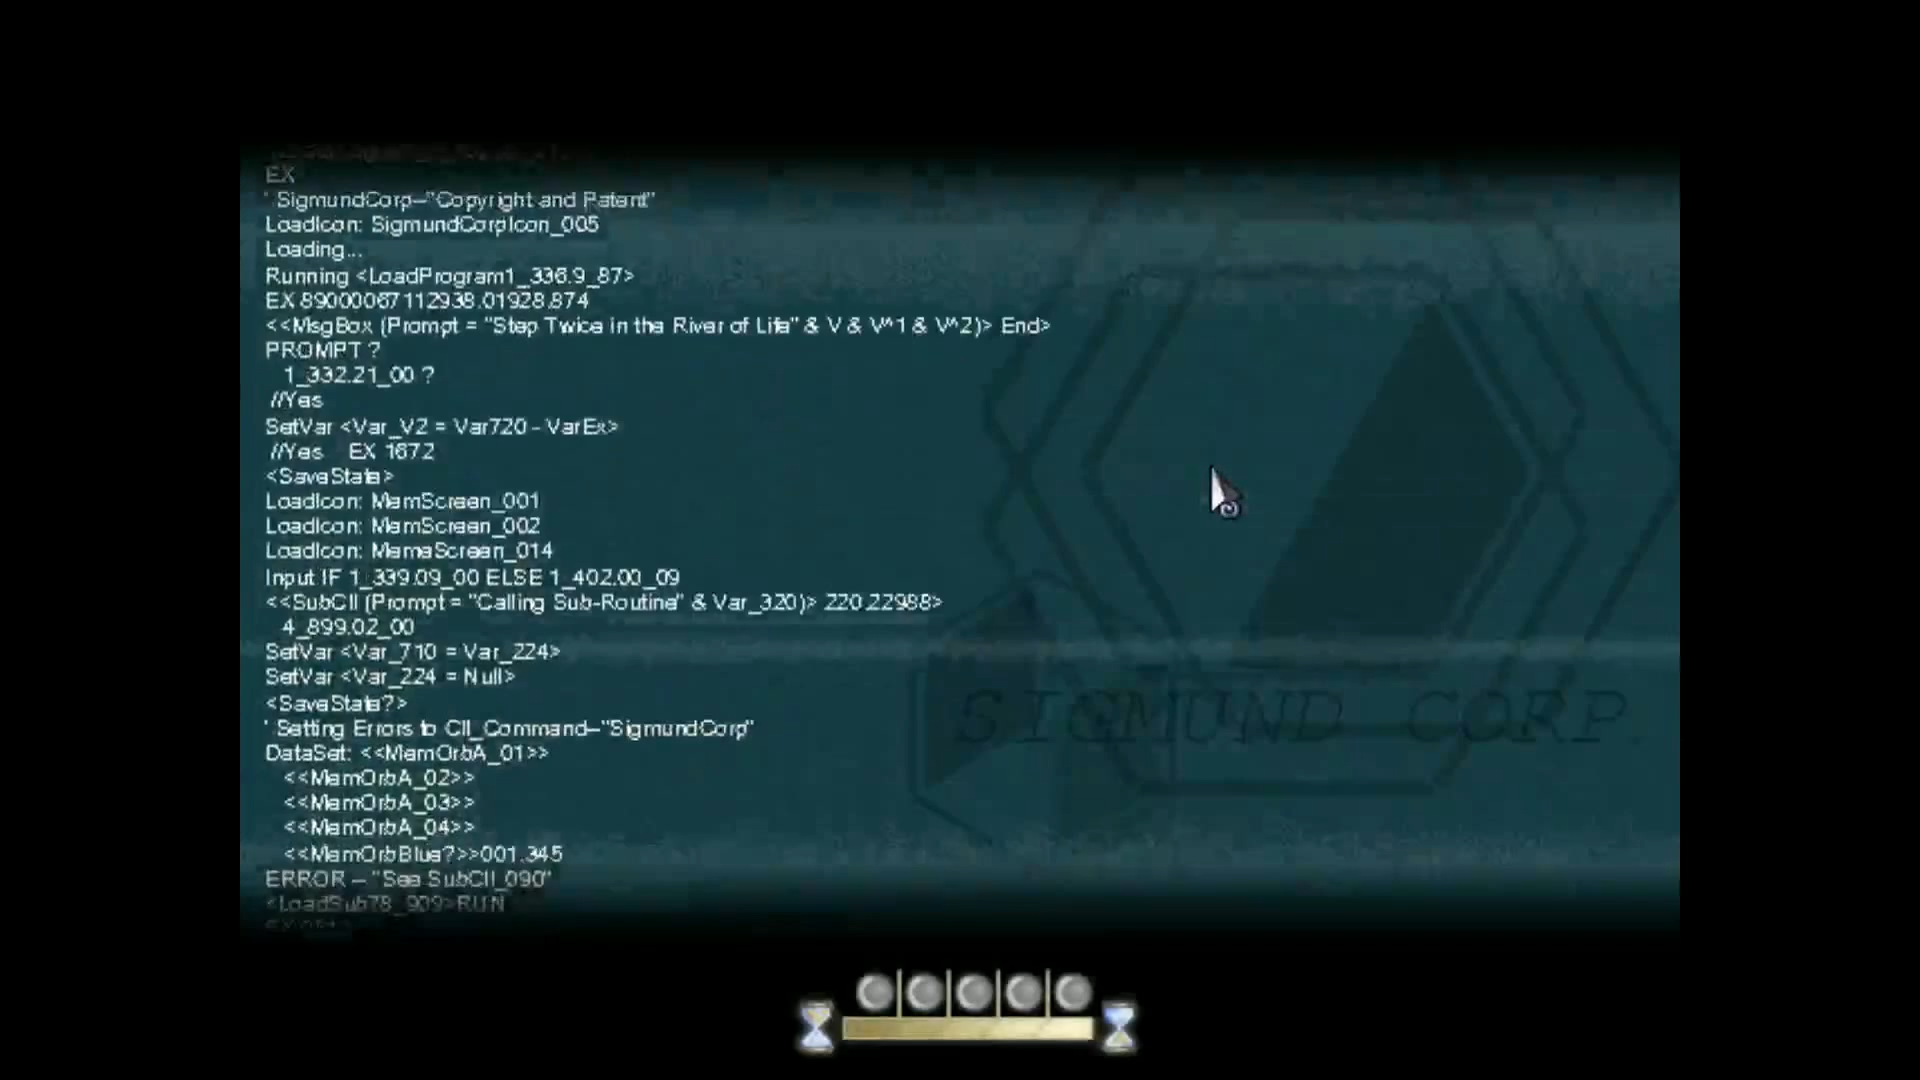 EX
' SigmundCorp--"Copyright and Patent"
LoadIcon: SigmundCorpIcon_005
Loading...
Running <LoadProgram1_336.9_87>
EX 89000067112938.01928.874
<<MsgBox (Prompt = "Step Twice in the River of Life" & V & V^1 & V^2)> End>
PROMPT ?
1_332.21_00 ?
//Yes
SetVar <Var_V2 = Var720 - VarEx>
//Yes EX 1672
<SaveState>
LoadIcon: MemScreen_001
LoadIcon: MemScreen_002
LoadIcon: MemeScreen_014
Input IF 1_339.09_00 ELSE 1_402.00_09
<<SubCll (Prompt = "Calling Sub-Routine" & Var_320)> 220.22988>
4_899.02_00
SetVar <Var_710 = Var_224>
SetVar <Var_224 = Null>
<SaveState?>
' Setting Errors to Cll_Command--"SigmundCorp"
DataSet: <<MemOrbA_01>>
<<MemOrbA_02>>
<<MemOrbA_03>>
<<MemOrbA_04>>
<<MemOrbBlue?>>001.345
ERROR -- "See SubCll_090"
<LoadSub78_909>RUN
SIGMUND CORP.